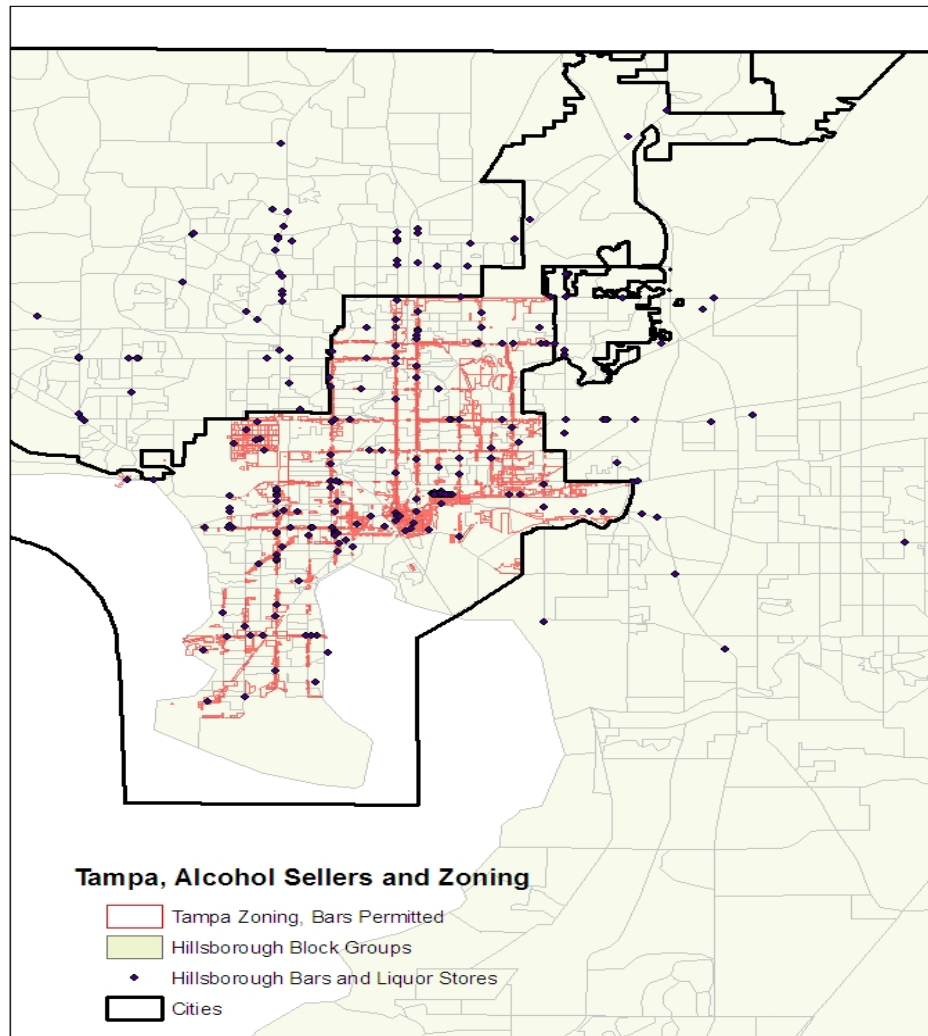 Tampa, Alcohol Sellers and Zoning
Tampa Zoning, Bars Permitted
Hillsborough Block Groups
Hillsborough Bars and Liquor Stores
Cities